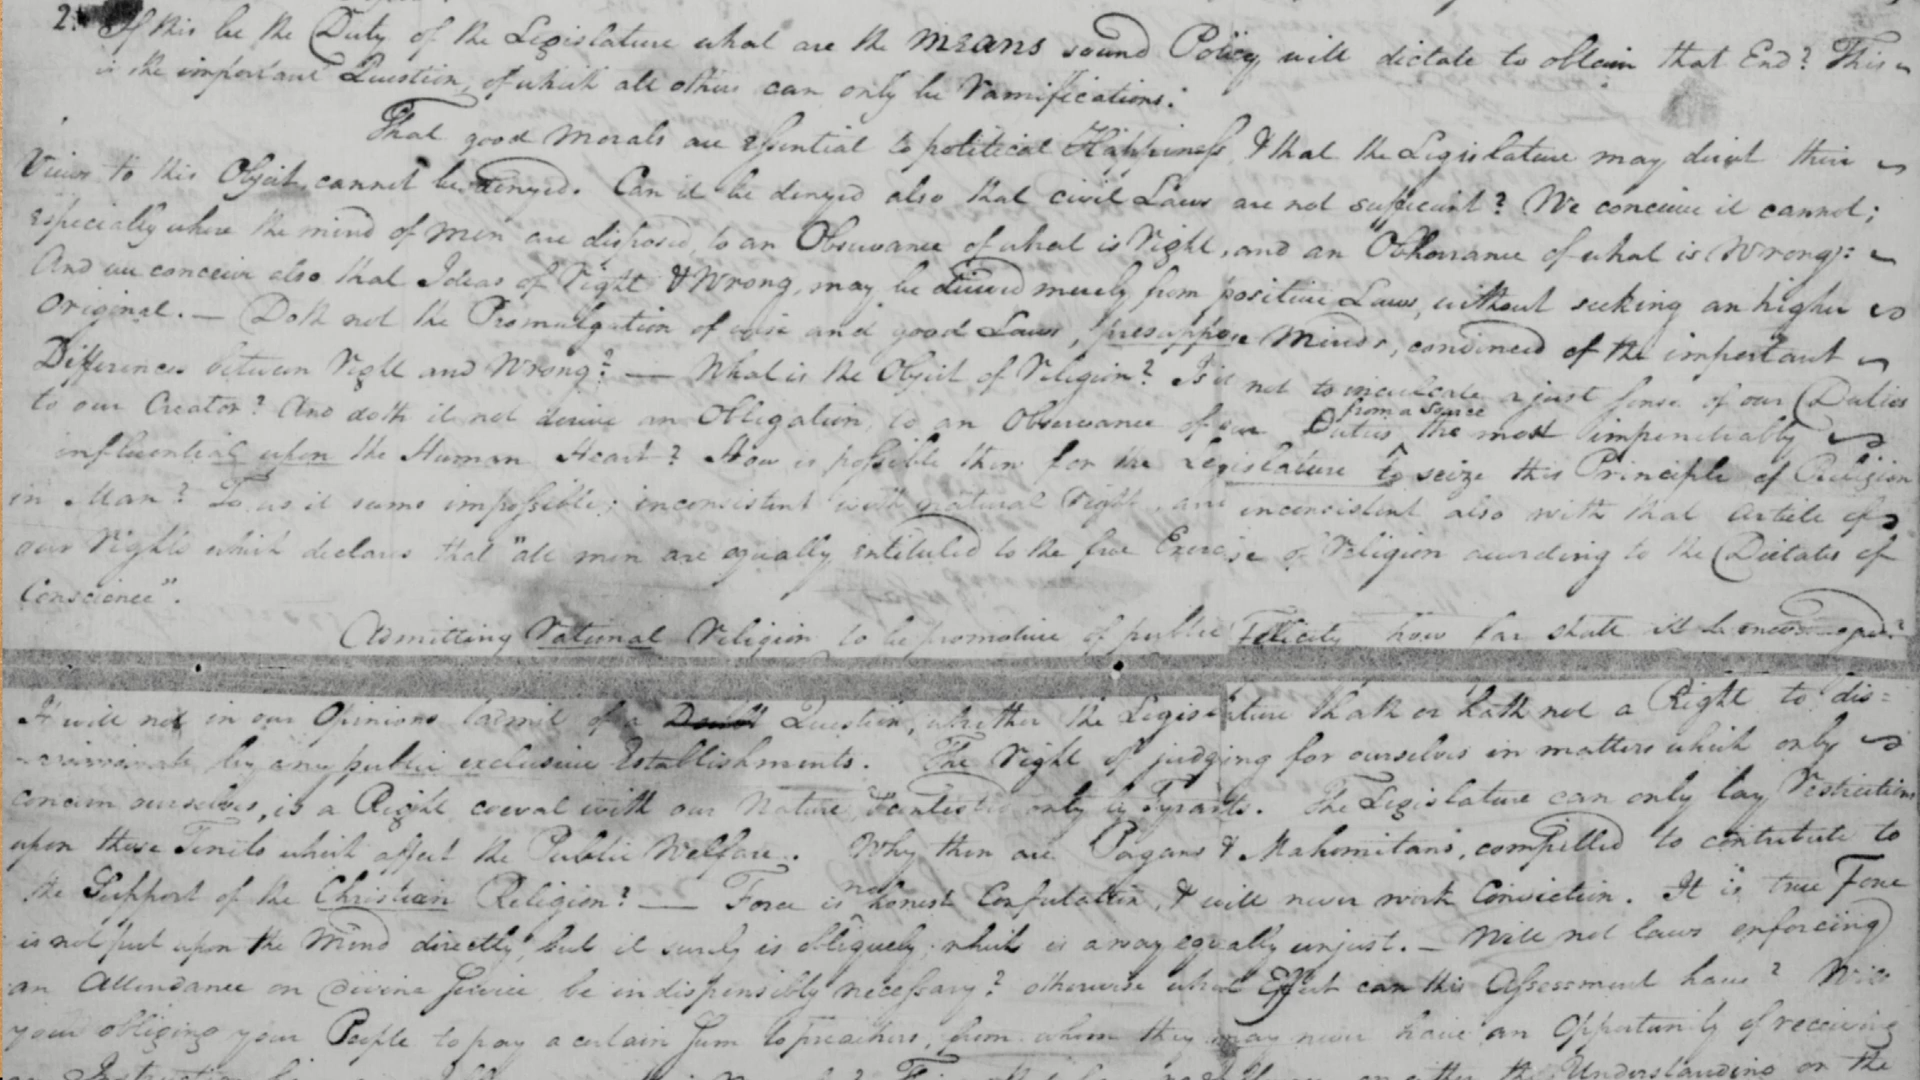 2. If this be the Duty of the Legislature what are the means sound Policy will dictate to obtain that End? This
is the important Question, of which all others can only be ramifications.
That good Morals are essential to political Happiness, & that the Legislature may direct their
Views to this Object, cannot be denyed. Can it be denyed also that civil Laws are not sufficient? We conceive it cannot;
especially where the mind of men are disposed, to an Observance of what is right, and an Obhorrance of what is Wrong:
And we conceive also that Ideas of Right & Wrong, may be derived merely from positive Laws, without seeking an higher
Original. — Doth not the Promulgation of wise and good Laws, presuppose Minds, convinced of the important
Difference between Right and Wrong? — What is the Object of Religion? Is it not to inculcate a just Sense of our Duties
to our Creator? And doth it not derive an Obligation, to an Observance of our Duties from a source the most impenetrably
influential upon the Human Heart? How is possible then for the Legislature to seize this Principle of Religion
in Man? To us it seems impossible; inconsistent with natural right, and inconsistent also with that article of
our rights which declares that "all men are equally intituled to the free Exercise of Religion according to the Dictates of
Conscience".
Admitting rational religion to be promotive of public Felicity how far shall it be encouraged?
It will not in our Opinions admit of a Doubt Question, whether the Legislature Hath or hath not a Right to dis=
criminate by any public exclusive Establishments. The right of judging for ourselves in matters which only
concern ourselves, is a Right coeval with our Nature only by Tyrants. The Legislature can only lay restrictions
upon those Tenets which affect the Public Welfare. Why then are Pagans & Mahomitans, compelled to contribute to
the Support of the Christian Religion? — Force is no honest Confutation, & will never work Conviction. It is true Force
is not put upon the Mind directly, but it surely is obliquely; which is a way equally unjust. — Will not laws enforcing
an Attendance on divine Service be indispensibly necessary? otherwise what Effect can this Assessment have? Will
your obliging your People to pay a certain Sum to preachers, from whom they may never have an Opportunity of receiving
Instruction the Understanding or the